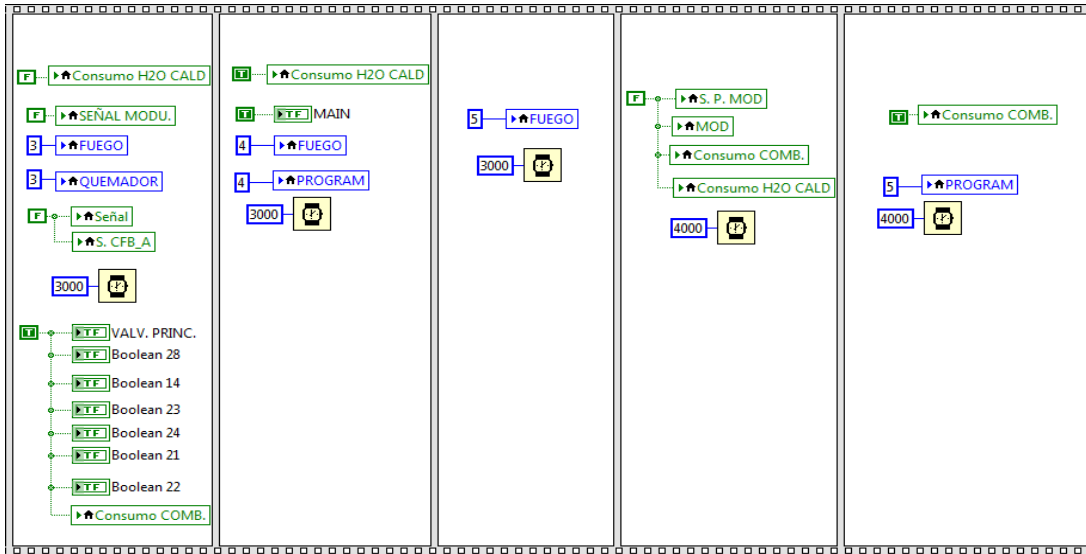 F Consumo H2O CALD
F SEÑAL MODU.
3 FUEGO
3 QUEMADOR
F Señal
S. CFB_A
3000
T TF VALV. PRINC.
TF Boolean 28
TF Boolean 14
TF Boolean 23
TF Boolean 24
TF Boolean 21
TF Boolean 22
Consumo COMB.
T Consumo H2O CALD
T TF MAIN
4 FUEGO
4 PROGRAM
3000
5 FUEGO
3000
F S. P. MOD
MOD
Consumo COMB.
Consumo H2O CALD
4000
T Consumo COMB.
5 PROGRAM
4000